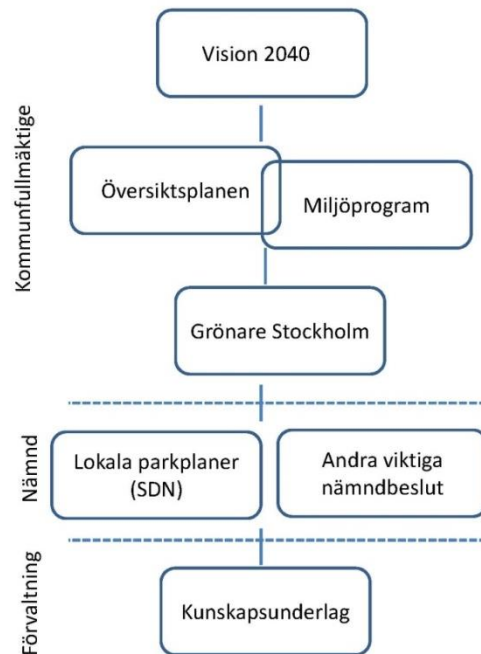 Kommunfullmäktige
Vision 2040
Översiktsplanen
Miljöprogram
Grönare Stockholm
Nämnd
Lokala parkplaner
(SDN)
Andra viktiga
nämndbeslut
Förvaltning
Kunskapsunderlag